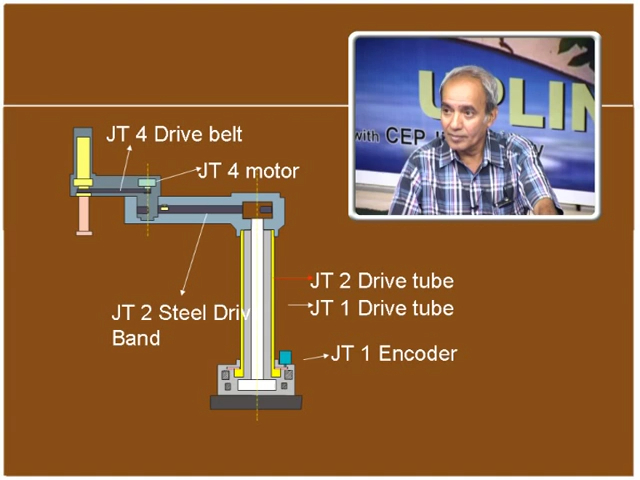 UPLIN
with CEP,
JT 4 Drive belt
JT 4 motor
JT 2 Drive tube
JT 2 Steel Driv
JT 1 Drive tube
Band
JT 1 Encoder